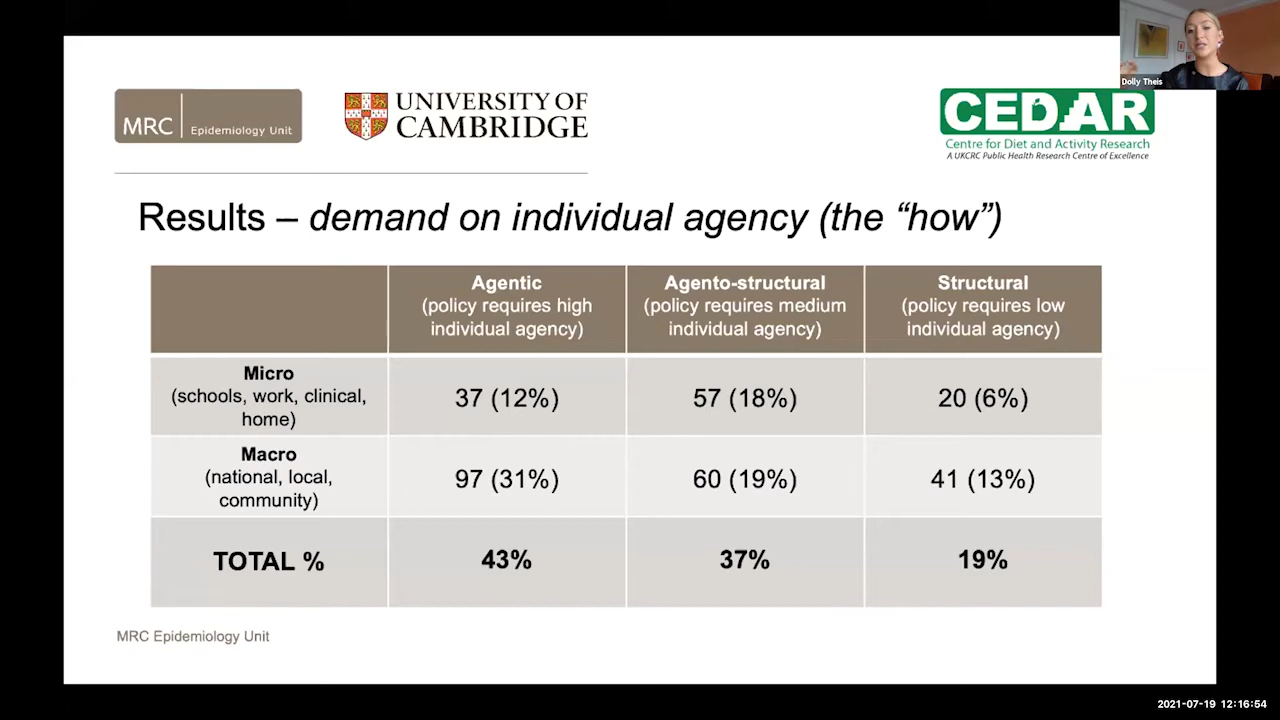 Dolly Theis
MRC Epidemiology Unit
UNIVERSITY OF
CAMBRIDGE
CEDAR
Centre for Diet and Activity Research
A UKCRC Public Health Research Centre of Excellence
Results – demand on individual agency (the “how”)
Agentic
(policy requires high
individual agency)
Agento-structural
(policy requires medium
individual agency)
Structural
(policy requires low
individual agency)
Micro
(schools, work, clinical,
home)
37 (12%)
57 (18%)
20 (6%)
Macro
(national, local,
community)
97 (31%)
60 (19%)
41 (13%)
TOTAL %
43%
37%
19%
MRC Epidemiology Unit
2021-07-19 12:16:54